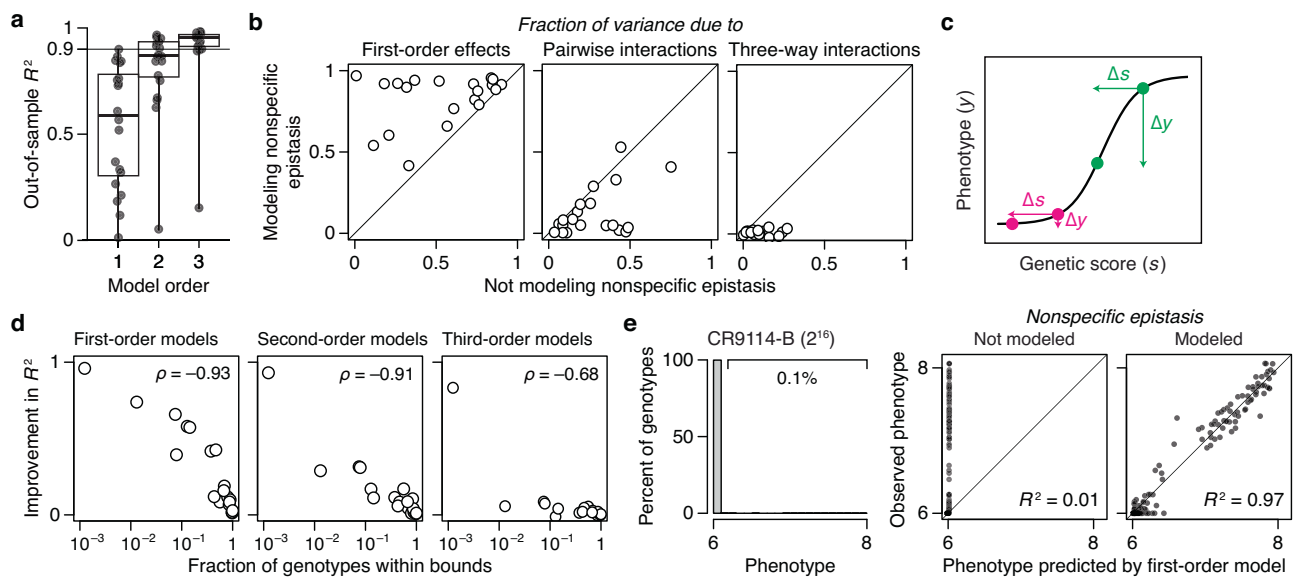 a
1
0.9
0.5
0
Out-of-sample R²
1 2 3
Model order
b
Fraction of variance due to
First-order effects
Pairwise interactions
Three-way interactions
Modeling nonspecific
epistasis
1
0.5
0
0 0.5 1
0 0.5 1
0 0.5 1
Not modeling nonspecific epistasis
c
Phenotype (y)
Δs
Δy
Δs
Δy
Genetic score (s)
d
First-order models
Second-order models
Third-order models
ρ = −0.93
ρ = −0.91
ρ = −0.68
Improvement in R²
1
0
10⁻³ 10⁻² 10⁻¹ 1
10⁻³ 10⁻² 10⁻¹ 1
10⁻³ 10⁻² 10⁻¹ 1
Fraction of genotypes within bounds
e
CR9114-B (2¹⁶)
0.1%
Percent of genotypes
100
50
0
6 8
Phenotype
Nonspecific epistasis
Not modeled
Modeled
Observed phenotype
8
6
R² = 0.01
R² = 0.97
6 8
6 8
Phenotype predicted by first-order model